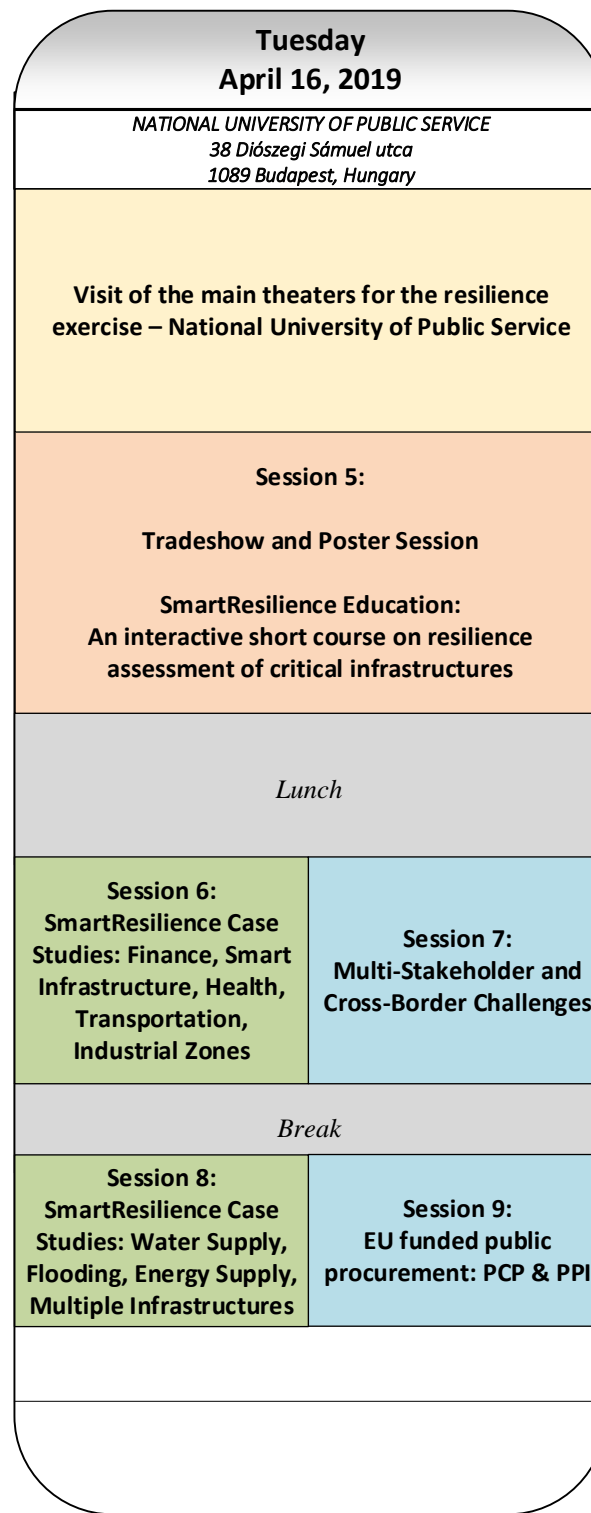 Tuesday
April 16, 2019
NATIONAL UNIVERSITY OF PUBLIC SERVICE
38 Diószegi Sámuel utca
1089 Budapest, Hungary
Visit of the main theaters for the resilience
exercise – National University of Public Service
Session 5:
Tradeshow and Poster Session
SmartResilience Education:
An interactive short course on resilience
assessment of critical infrastructures
Lunch
Session 6:
SmartResilience Case
Studies: Finance, Smart
Infrastructure, Health,
Transportation,
Industrial Zones
Session 7:
Multi-Stakeholder and
Cross-Border Challenges
Break
Session 8:
SmartResilience Case
Studies: Water Supply,
Flooding, Energy Supply,
Multiple Infrastructures
Session 9:
EU funded public
procurement: PCP & PPI